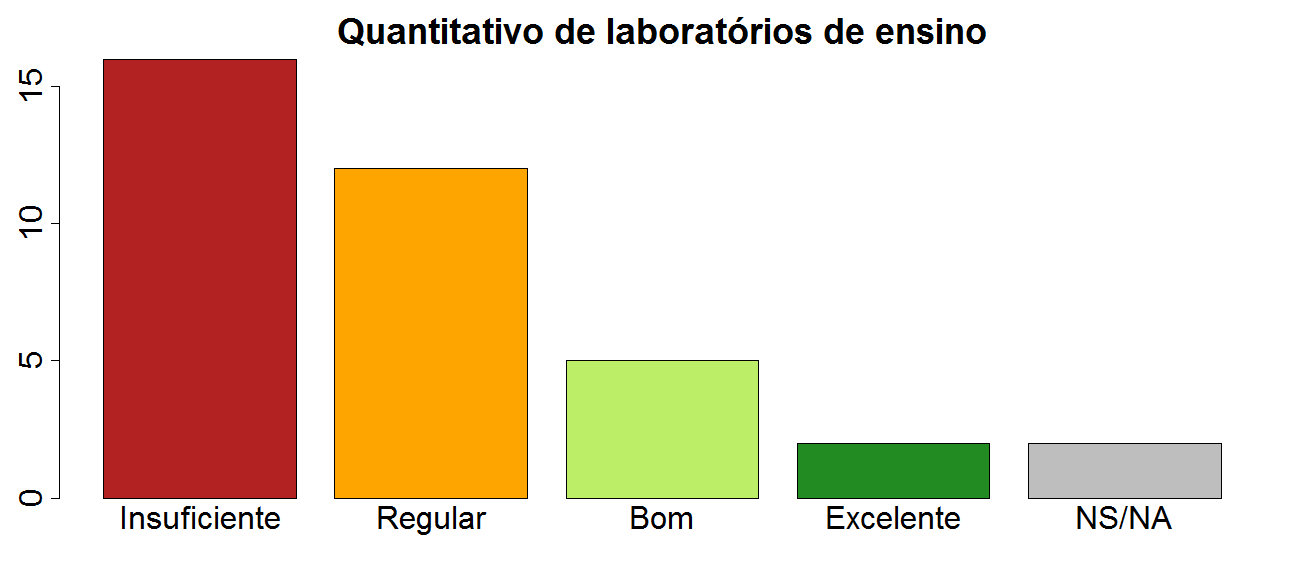 Quantitativo de laboratórios de ensino
15
10
5
0
Insuficiente Regular Bom Excelente NS/NA